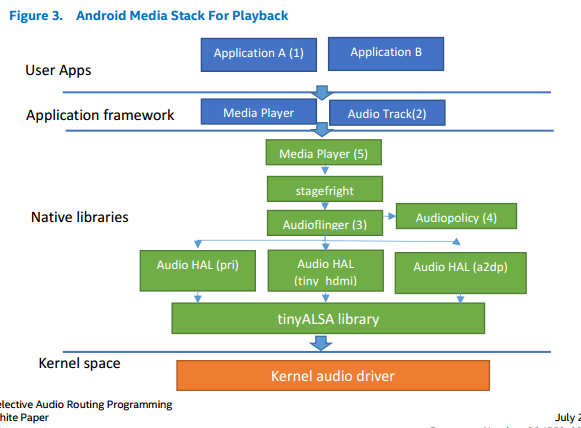 Figure 3. Android Media Stack For Playback
Application A (1) Application B
User Apps
Application framework Media Player Audio Track(2)
Media Player (5)
stagefright
Native libraries Audioflinger (3) Audiopolicy (4)
Audio HAL (pri) Audio HAL Audio HAL (a2dp)
(tiny_hdmi)
tinyALSA library
Kernel space
Kernel audio driver
elective Audio Routing Programming
hite Paper July 2